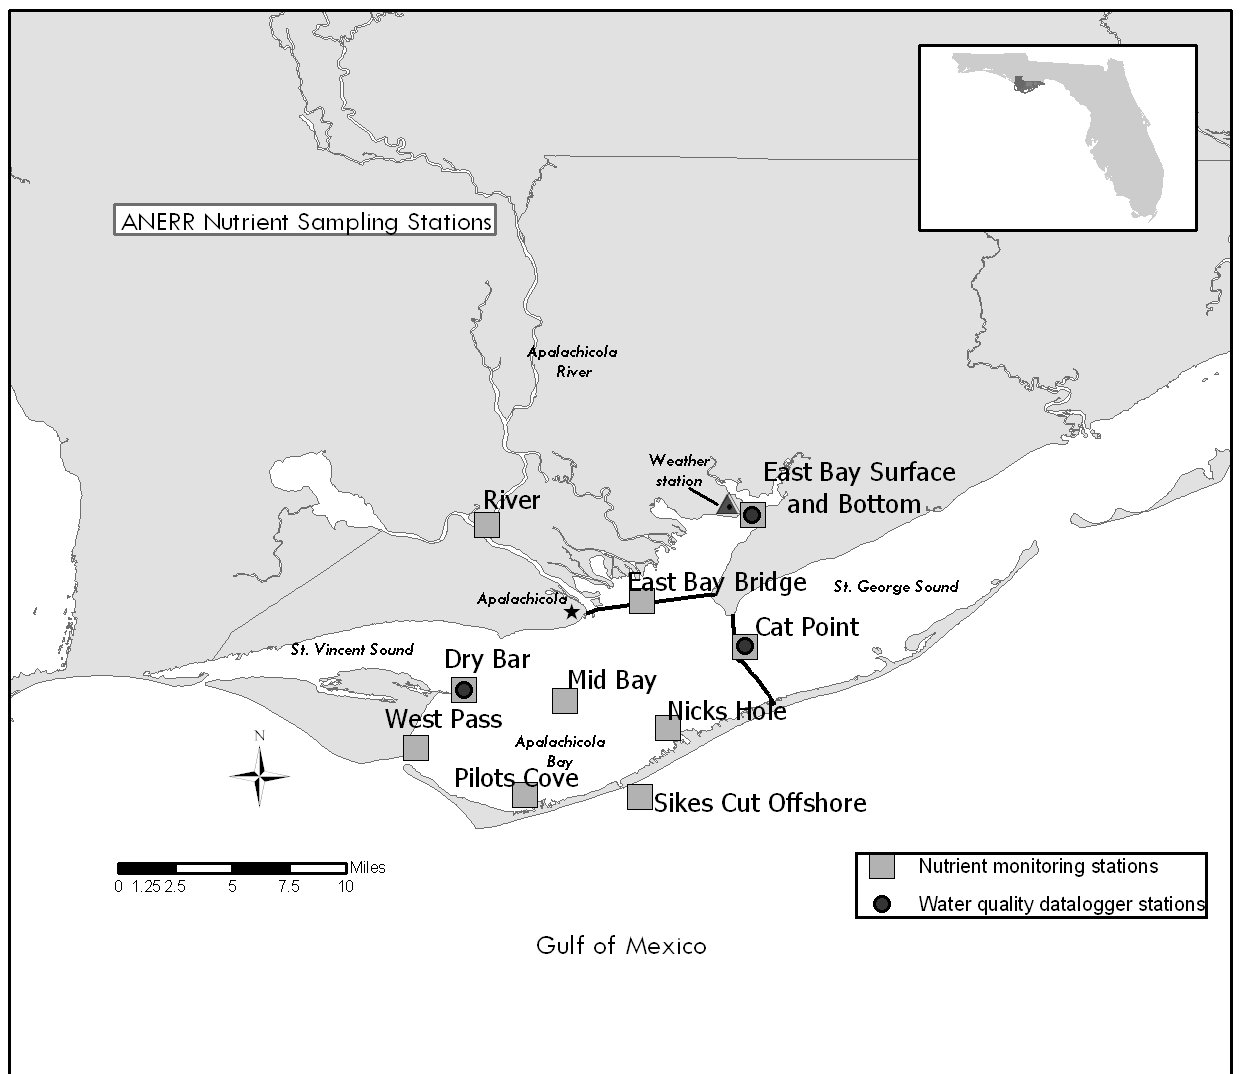 ANERR Nutrient Sampling Stations
Apalachicola
River
Weather
station
East Bay Surface
and Bottom
River
East Bay Bridge
St. George Sound
Apalachicola
Cat Point
St. Vincent Sound
Dry Bar
Mid Bay
Nicks Hole
West Pass
Apalachicola
Bay
N
Pilots Cove
Sikes Cut Offshore
Miles
0 1.25 2.5 5 7.5 10
Nutrient monitoring stations
Water quality datalogger stations
Gulf of Mexico